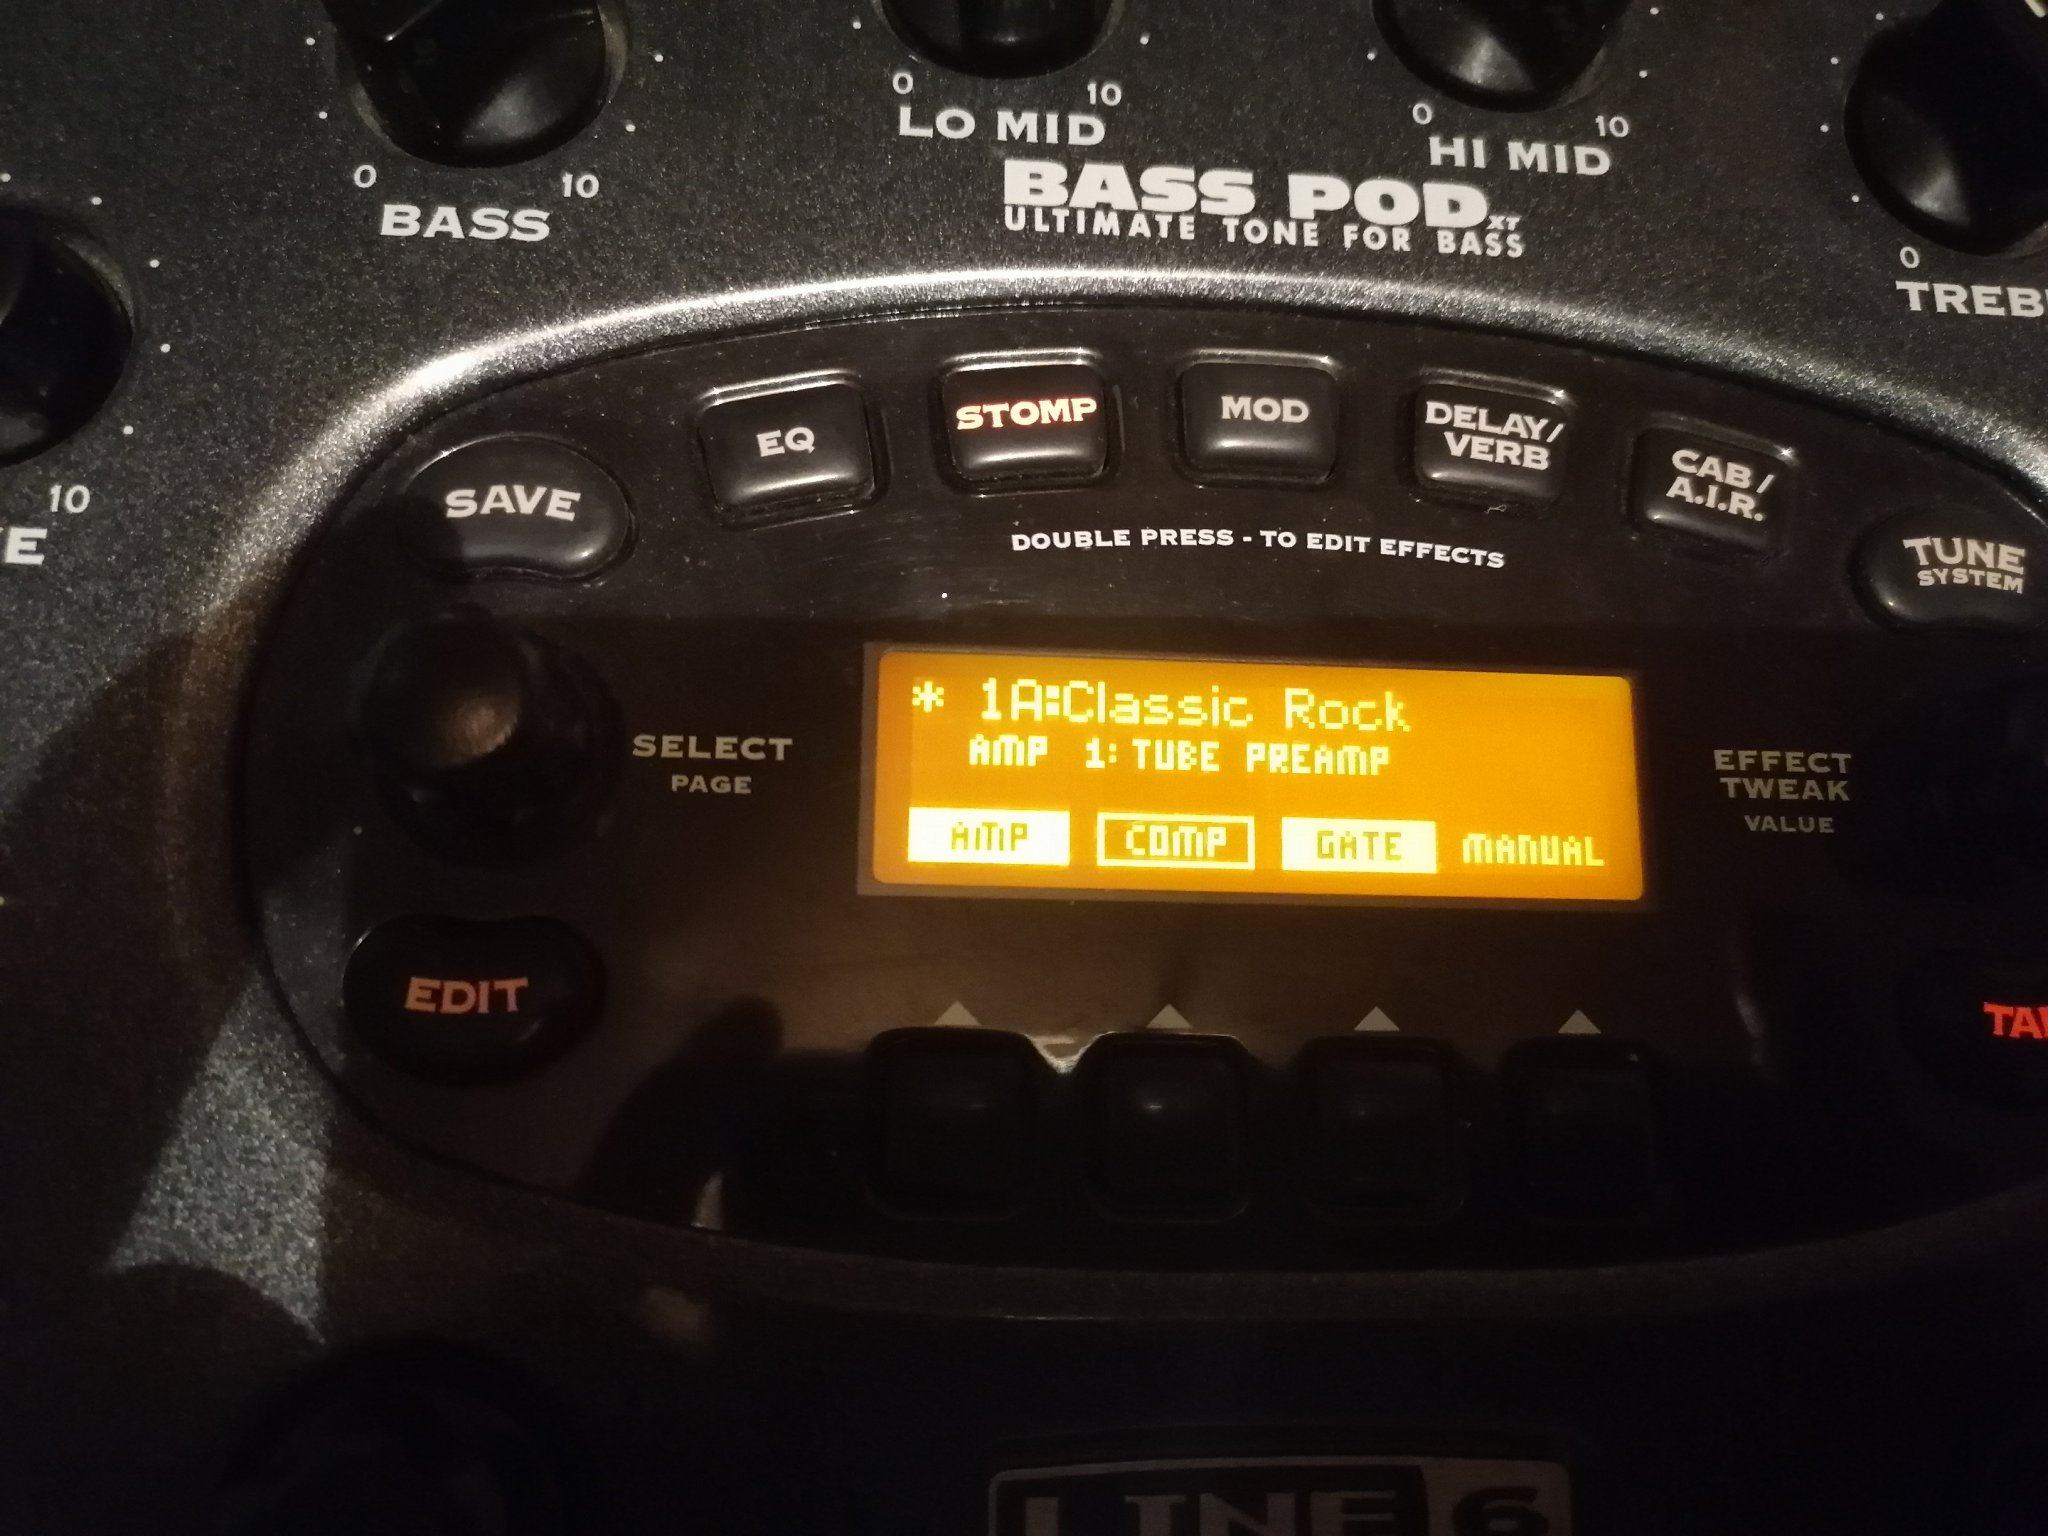 0 10
LO MID
0 10
HI MID
0 10
BASS
BASS POD XT
ULTIMATE TONE FOR BASS
0
10
STOMP
MOD
EQ
DELAY/
VERB
CAB/
A.I.R.
SAVE
DOUBLE PRESS - TO EDIT EFFECTS
TUNE
SYSTEM
SELECT
PAGE
* 1A:Classic Rock
AMP 1: TUBE PREAMP
AMP COMP GATE MANUAL
EFFECT
TWEAK
VALUE
EDIT
LINE 6